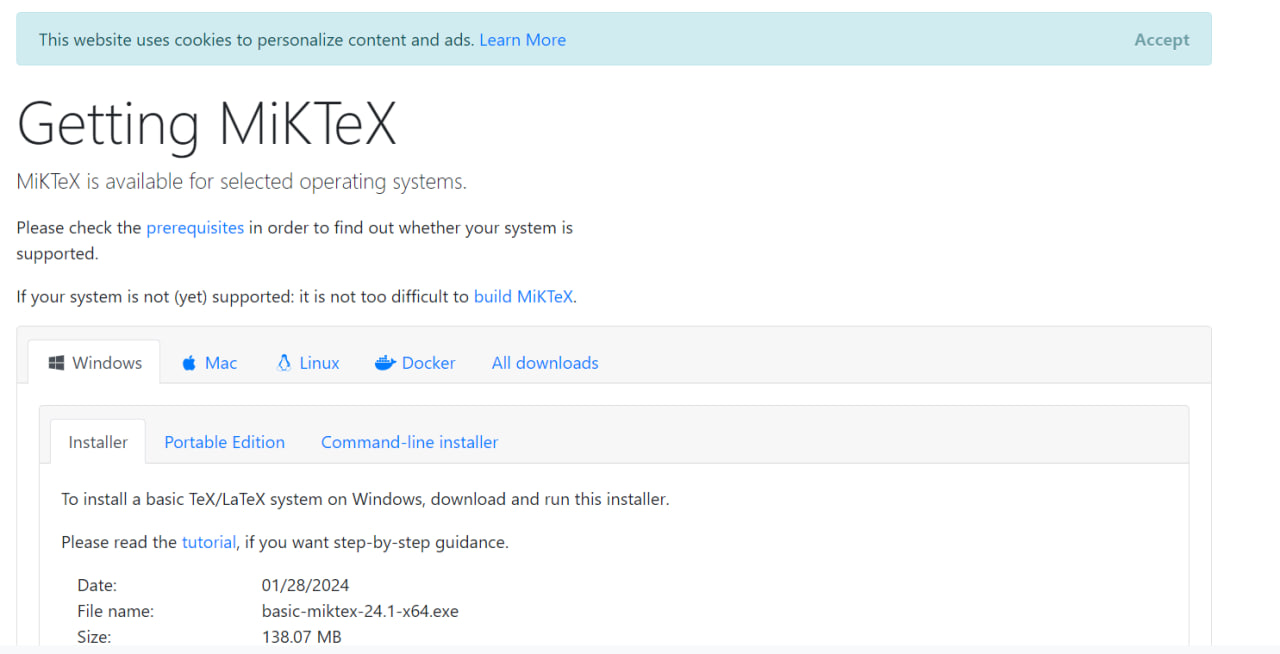 This website uses cookies to personalize content and ads. Learn More
Accept
Getting MiKTeX
MiKTeX is available for selected operating systems.
Please check the prerequisites in order to find out whether your system is
supported.
If your system is not (yet) supported: it is not too difficult to build MiKTeX.
Windows Mac Linux Docker All downloads
Installer Portable Edition Command-line installer
To install a basic TeX/LaTeX system on Windows, download and run this installer.
Please read the tutorial, if you want step-by-step guidance.
Date: 01/28/2024
File name: basic-miktex-24.1-x64.exe
Size: 138.07 MB